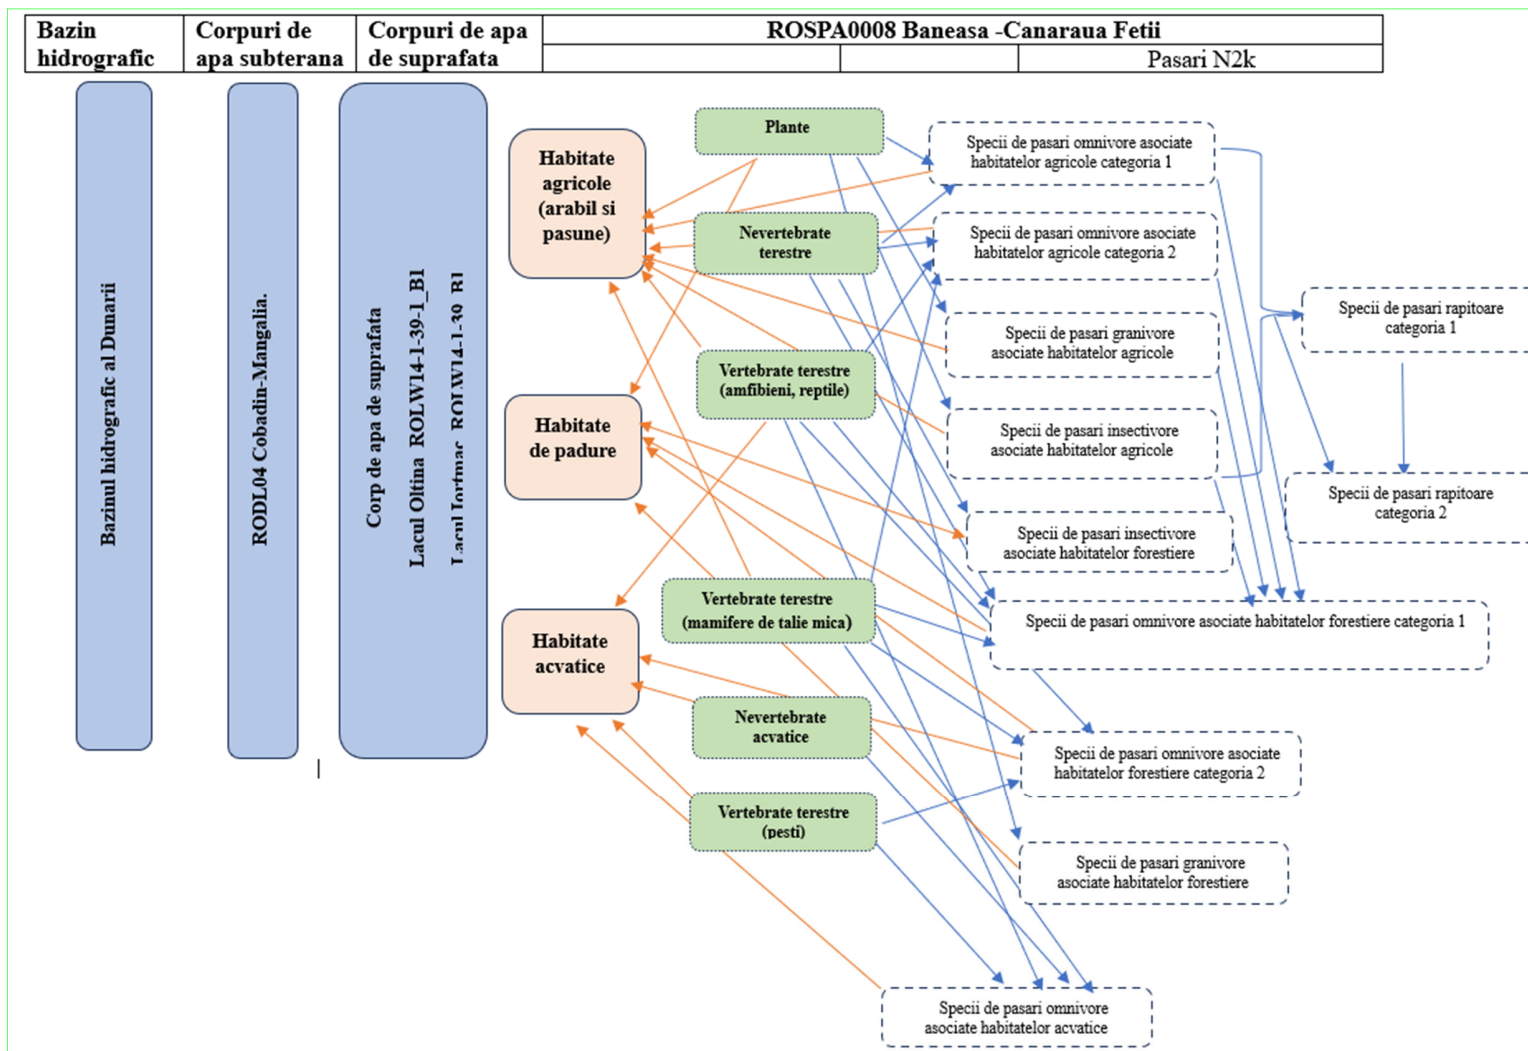 Bazin
hidrografic
Corpuri de
apa subterana
Corpuri de apa
de suprafata
ROSPA0008 Baneasa -Canaraua Fetii
Pasari N2k
Bazinul hidrografic al Dunarii
RODL04 Cobadin-Mangalia.
Corp de apa de suprafata
Lacul Oltina ROLW14-1-39-1_B1
Lacul Iortmac ROLW14-1-39_B1
Habitate
agricole
(arabil si
pasune)
Habitate
de padure
Habitate
acvatice
Plante
Nevertebrate
terestre
Vertebrate terestre
(amfibieni, reptile)
Vertebrate terestre
(mamifere de talie mica)
Nevertebrate
acvatice
Vertebrate terestre
(pesti)
Specii de pasari omnivore asociate
habitatelor agricole categoria 1
Specii de pasari omnivore asociate
habitatelor agricole categoria 2
Specii de pasari granivore
asociate habitatelor agricole
Specii de pasari insectivore
asociate habitatelor agricole
Specii de pasari insectivore
asociate habitatelor forestiere
Specii de pasari omnivore asociate habitatelor forestiere categoria 1
Specii de pasari omnivore asociate
habitatelor forestiere categoria 2
Specii de pasari granivore
asociate habitatelor forestiere
Specii de pasari omnivore
asociate habitatelor acvatice
Specii de pasari rapitoare
categoria 1
Specii de pasari rapitoare
categoria 2